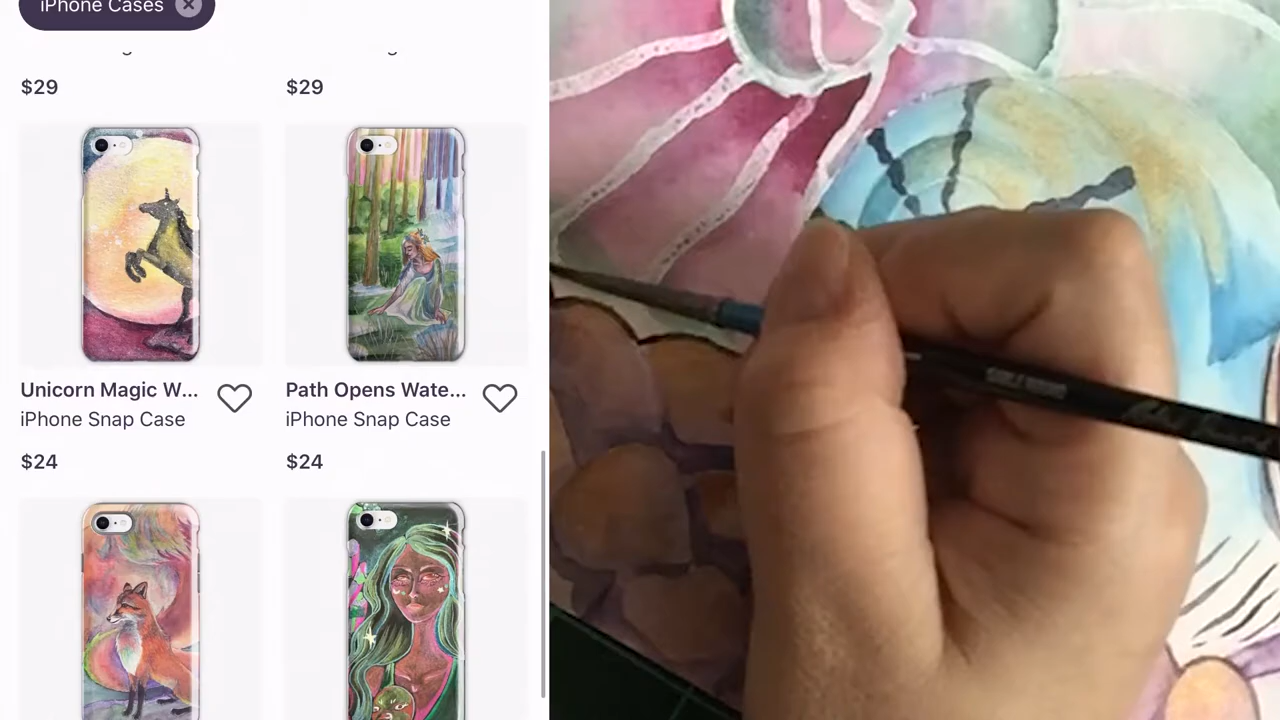 iPhone Cases
$29
$29
Unicorn Magic W...
iPhone Snap Case
$24
Path Opens Wate...
iPhone Snap Case
$24